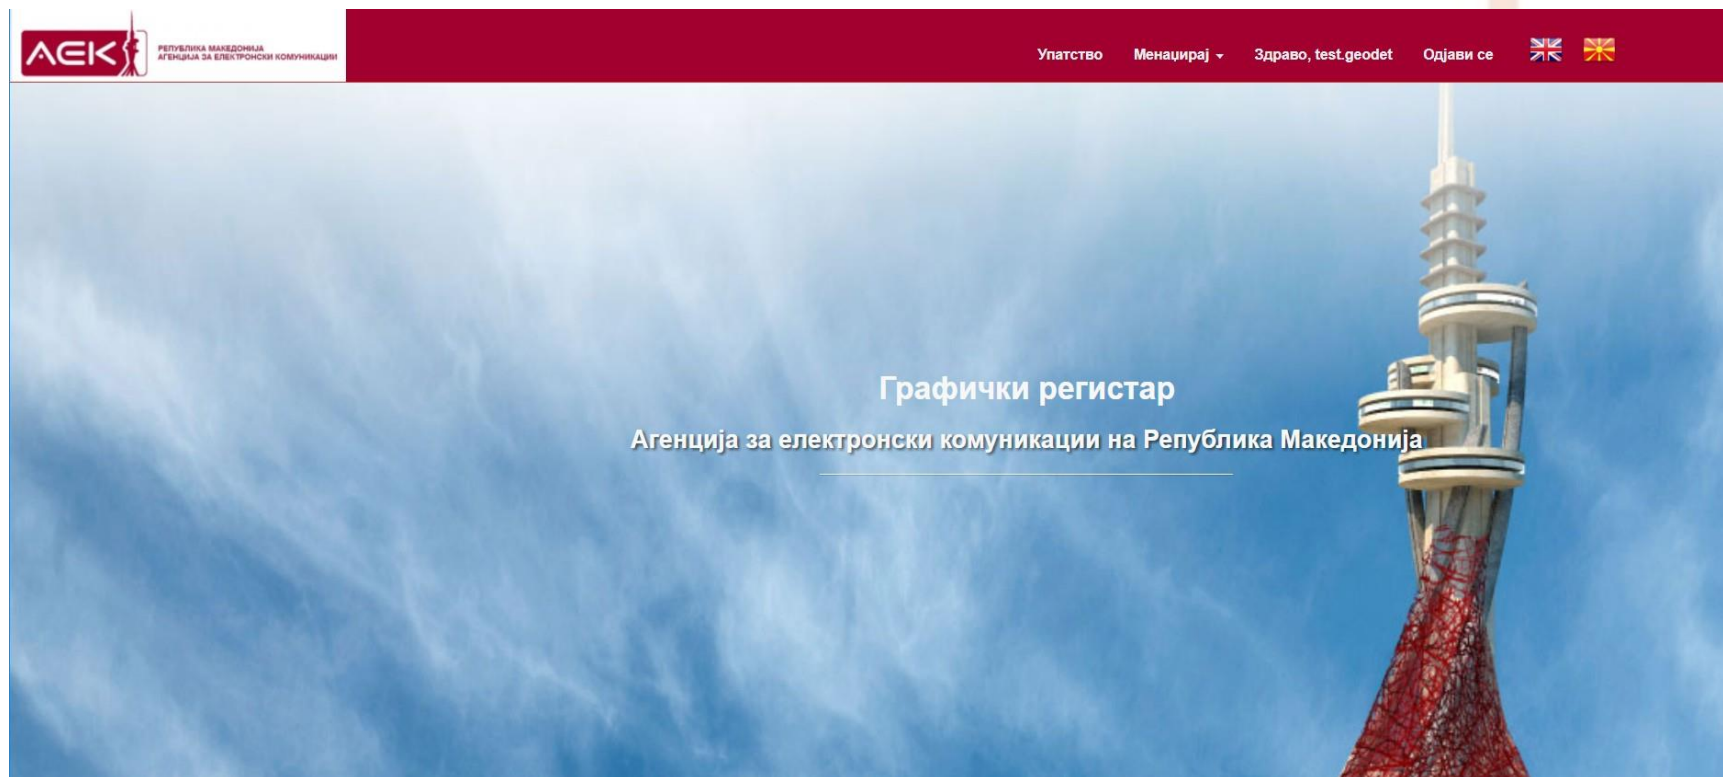 АЕК
РЕПУБЛИКА МАКЕДОНИЈА
АГЕНЦИЈА ЗА ЕЛЕКТРОНСКИ КОМУНИКАЦИИ
Упатство Менаџирај Здраво, test.geodet Одјави се
Графички регистар
Агенција за електронски комуникации на Република Македонија